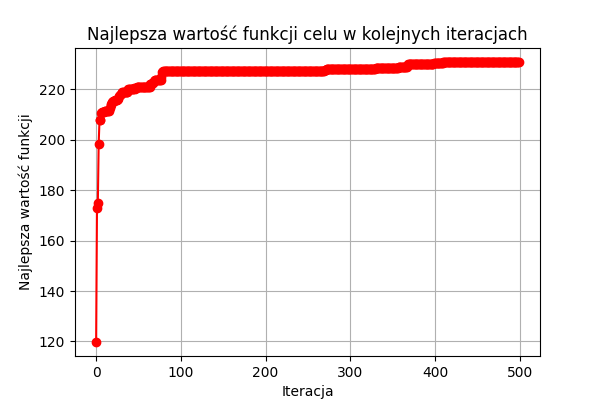 Najlepsza wartość funkcji celu w kolejnych iteracjach
Najlepsza wartość funkcji
220
200
180
160
140
120
0 100 200 300 400 500
Iteracja